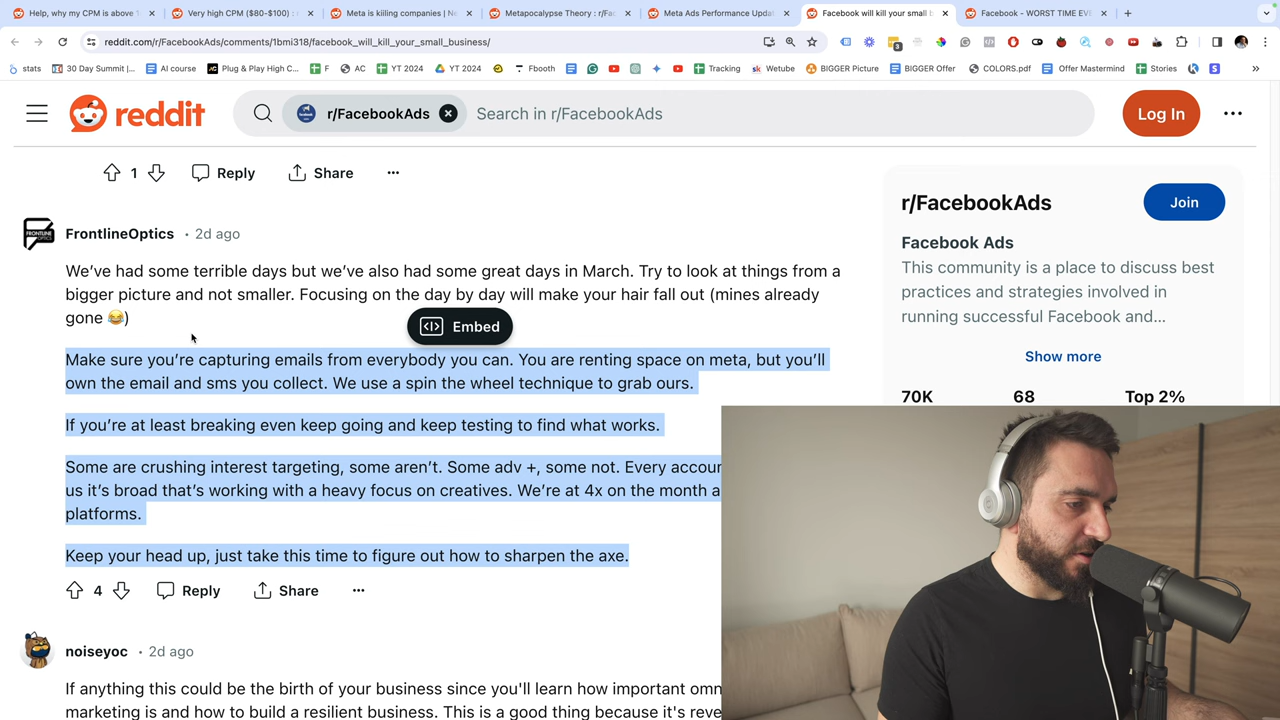 Help, why my CPM is above 1
Very high CPM ($80-$100) :
Meta is killing companies | Ne
Metapocalypse Theory : r/Fac
Meta Ads Performance Updat
Facebook will kill your small b
Facebook - WORST TIME EV
reddit.com/r/FacebookAds/comments/1bmi318/facebook_will_kill_your_small_business/
stats
30 Day Summit |...
AI course
Plug & Play High C...
F
AC
YT 2024
YT 2024
Fbooth
Tracking
Wetube
BIGGER Picture
BIGGER Offer
COLORS.pdf
Offer Mastermind
Stories
reddit
r/FacebookAds
Search in r/FacebookAds
Log In
1
Reply
Share
r/FacebookAds
Join
FRONTLINE
OPTICS
FrontlineOptics • 2d ago
Facebook Ads
This community is a place to discuss best
practices and strategies involved in
running successful Facebook and...
Show more
70K
68
Top 2%
We’ve had some terrible days but we’ve also had some great days in March. Try to look at things from a
bigger picture and not smaller. Focusing on the day by day will make your hair fall out (mines already
gone 😂)
Embed
Make sure you’re capturing emails from everybody you can. You are renting space on meta, but you’ll
own the email and sms you collect. We use a spin the wheel technique to grab ours.
If you’re at least breaking even keep going and keep testing to find what works.
Some are crushing interest targeting, some aren’t. Some adv +, some not. Every accour
us it’s broad that’s working with a heavy focus on creatives. We’re at 4x on the month a
platforms.
Keep your head up, just take this time to figure out how to sharpen the axe.
4
Reply
Share
noiseyoc • 2d ago
If anything this could be the birth of your business since you'll learn how important omn
marketing is and how to build a resilient business. This is a good thing because it's reve